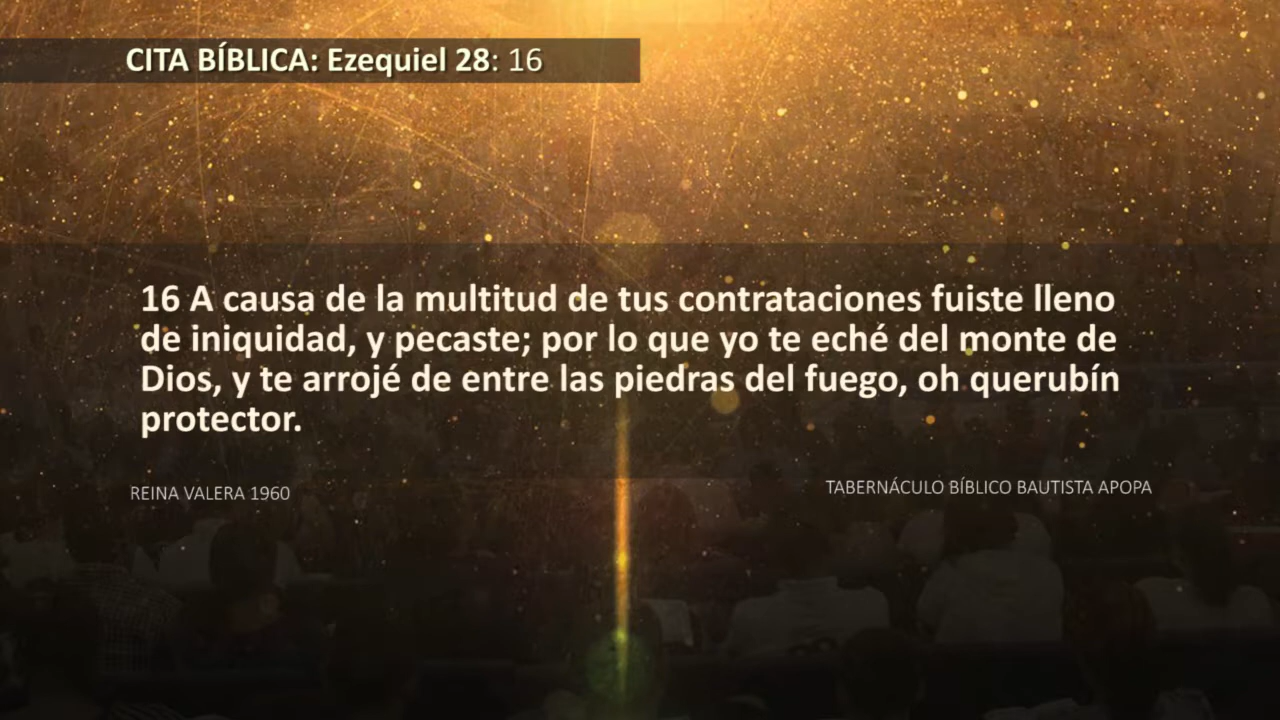 CITA BÍBLICA: Ezequiel 28: 16
16 A causa de la multitud de tus contrataciones fuiste lleno
de iniquidad, y pecaste; por lo que yo te eché del monte de
Dios, y te arrojé de entre las piedras del fuego, oh querubín
protector.
REINA VALERA 1960
TABERNÁCULO BÍBLICO BAUTISTA APOPA